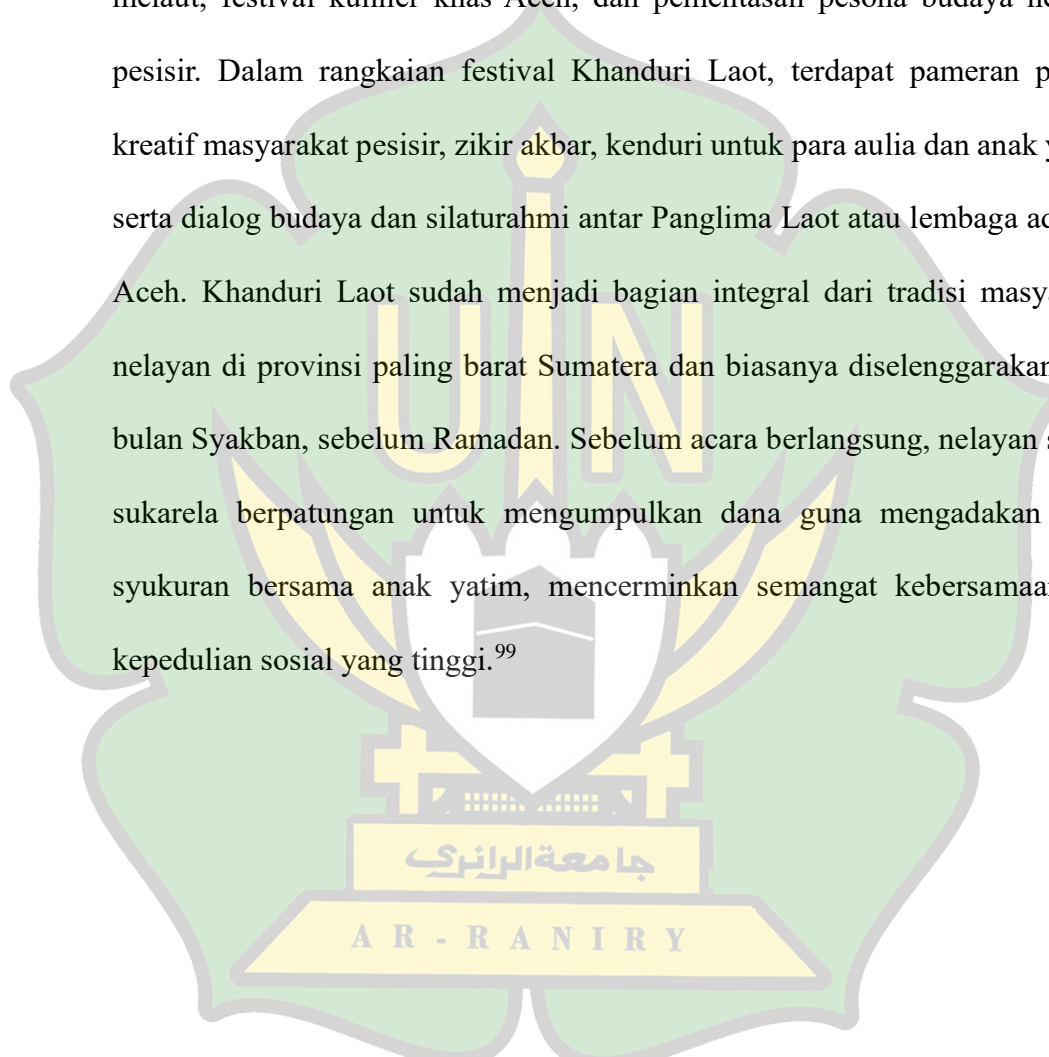 melaut, festival kuliner khas Aceh, dan pementasan pesona budaya
pesisir. Dalam rangkaian festival Khanduri Laot, terdapat pameran
kreatif masyarakat pesisir, zikir akbar, kenduri untuk para aulia dan anak
serta dialog budaya dan silaturahmi antar Panglima Laot atau lembaga
Aceh. Khanduri Laot sudah menjadi bagian integral dari tradisi
nelayan di provinsi paling barat Sumatera dan biasanya diselenggarakan
bulan Syakban, sebelum Ramadan. Sebelum acara berlangsung, nelayan
sukarela berpatungan untuk mengumpulkan dana guna mengadakan
syukuran bersama anak yatim, mencerminkan semangat kebersamaan
kepedulian sosial yang tinggi.99
UIN
جامعة الرانري
AR-RANIRY